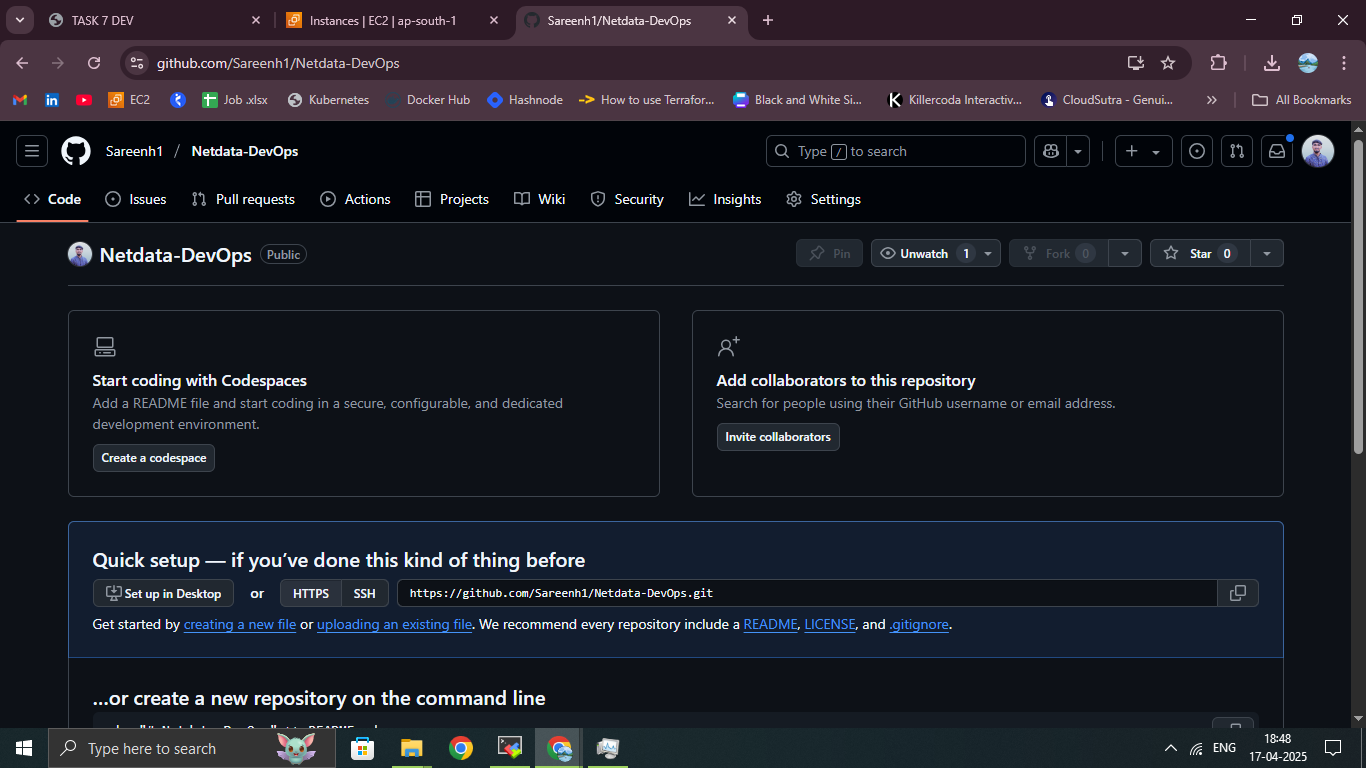 TASK 7 DEV
Instances | EC2 | ap-south-1
Sareenh1/Netdata-DevOps
github.com/Sareenh1/Netdata-DevOps
EC2
Job .xlsx
Kubernetes
Docker Hub
Hashnode
How to use Terrafor...
Black and White Si...
Killercoda Interactiv...
CloudSutra - Genui...
All Bookmarks
Sareenh1 / Netdata-DevOps
Type / to search
Code
Issues
Pull requests
Actions
Projects
Wiki
Security
Insights
Settings
Netdata-DevOps Public
Pin
Unwatch 1
Fork 0
Star 0
Start coding with Codespaces
Add a README file and start coding in a secure, configurable, and dedicated
development environment.
Create a codespace
Add collaborators to this repository
Search for people using their GitHub username or email address.
Invite collaborators
Quick setup — if you’ve done this kind of thing before
Set up in Desktop or HTTPS SSH https://github.com/Sareenh1/Netdata-DevOps.git
Get started by creating a new file or uploading an existing file. We recommend every repository include a README, LICENSE, and .gitignore.
…or create a new repository on the command line
Type here to search
ENG
18:48
17-04-2025